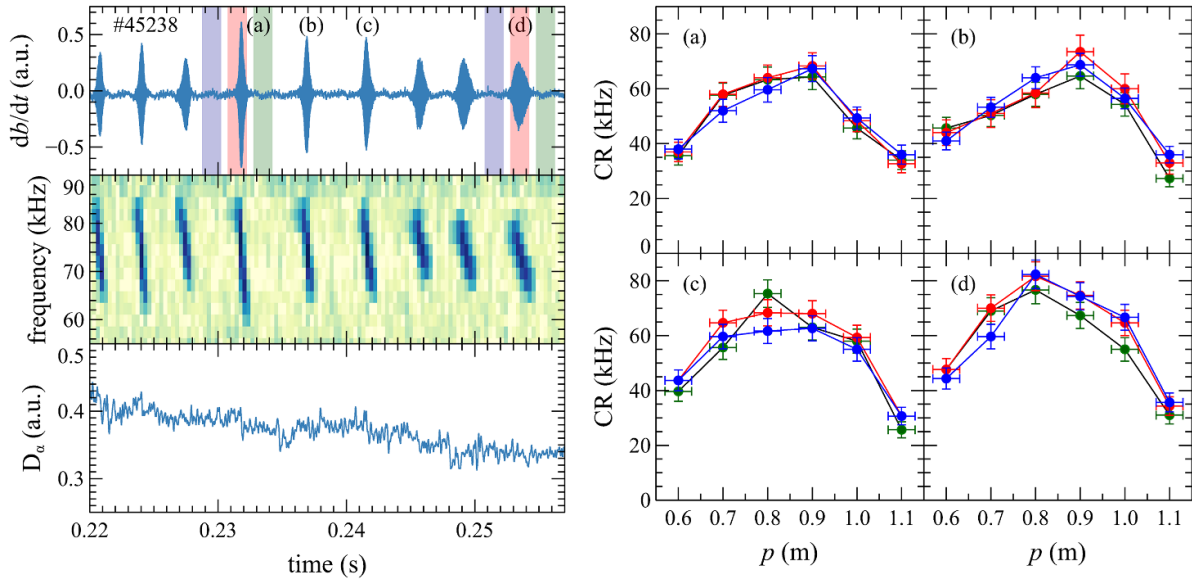 #45238
(a)
(b)
(c)
(d)
db/dt (a.u.)
0.5
0.0
−0.5
frequency (kHz)
90
80
70
60
Dα (a.u.)
0.5
0.4
0.3
0.22
0.23
0.24
0.25
time (s)
(a)
(b)
CR (kHz)
80
60
40
20
0
(c)
(d)
CR (kHz)
80
60
40
20
0
0.6 0.7 0.8 0.9 1.0 1.1
0.6 0.7 0.8 0.9 1.0 1.1
p (m)
p (m)